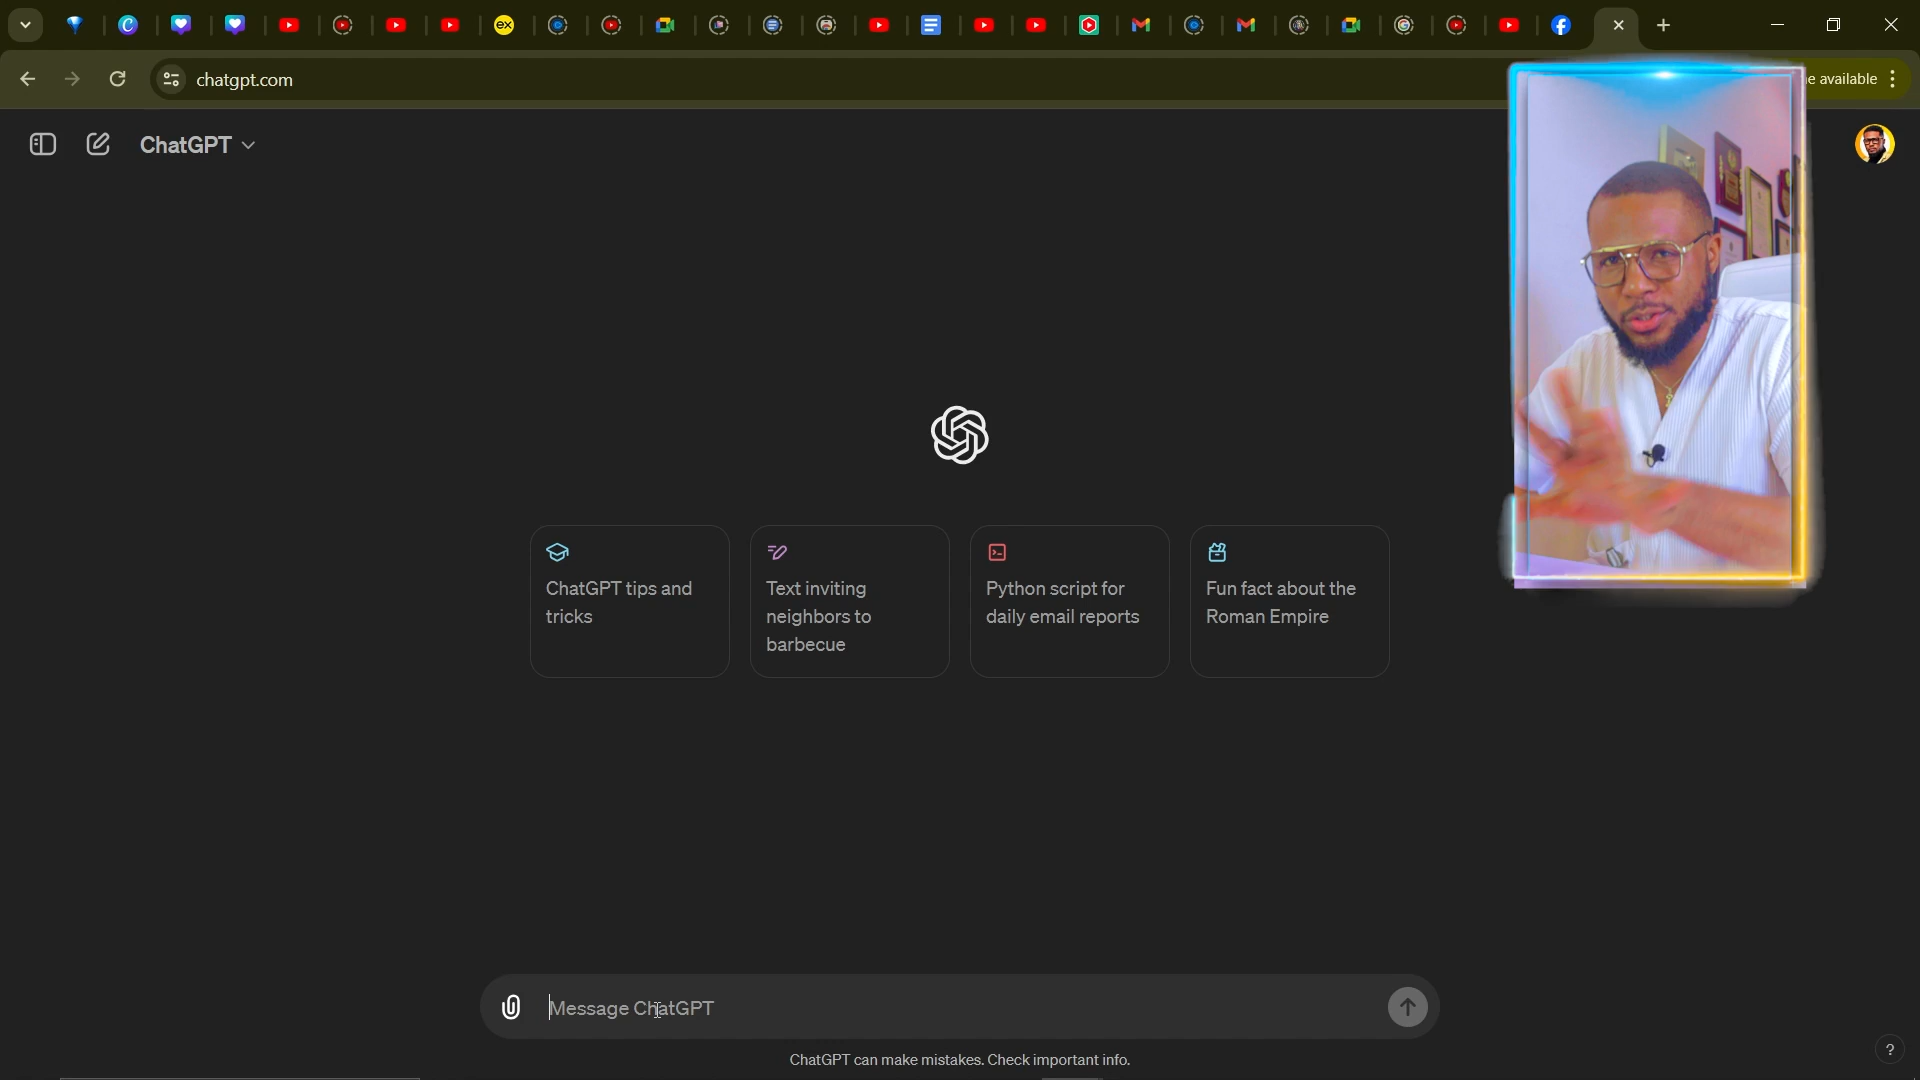 ex
chatgpt.com
e available
ChatGPT
ChatGPT tips and
tricks
Text inviting
neighbors to
barbecue
Python script for
daily email reports
Fun fact about the
Roman Empire
Message ChatGPT
ChatGPT can make mistakes. Check important info.
?